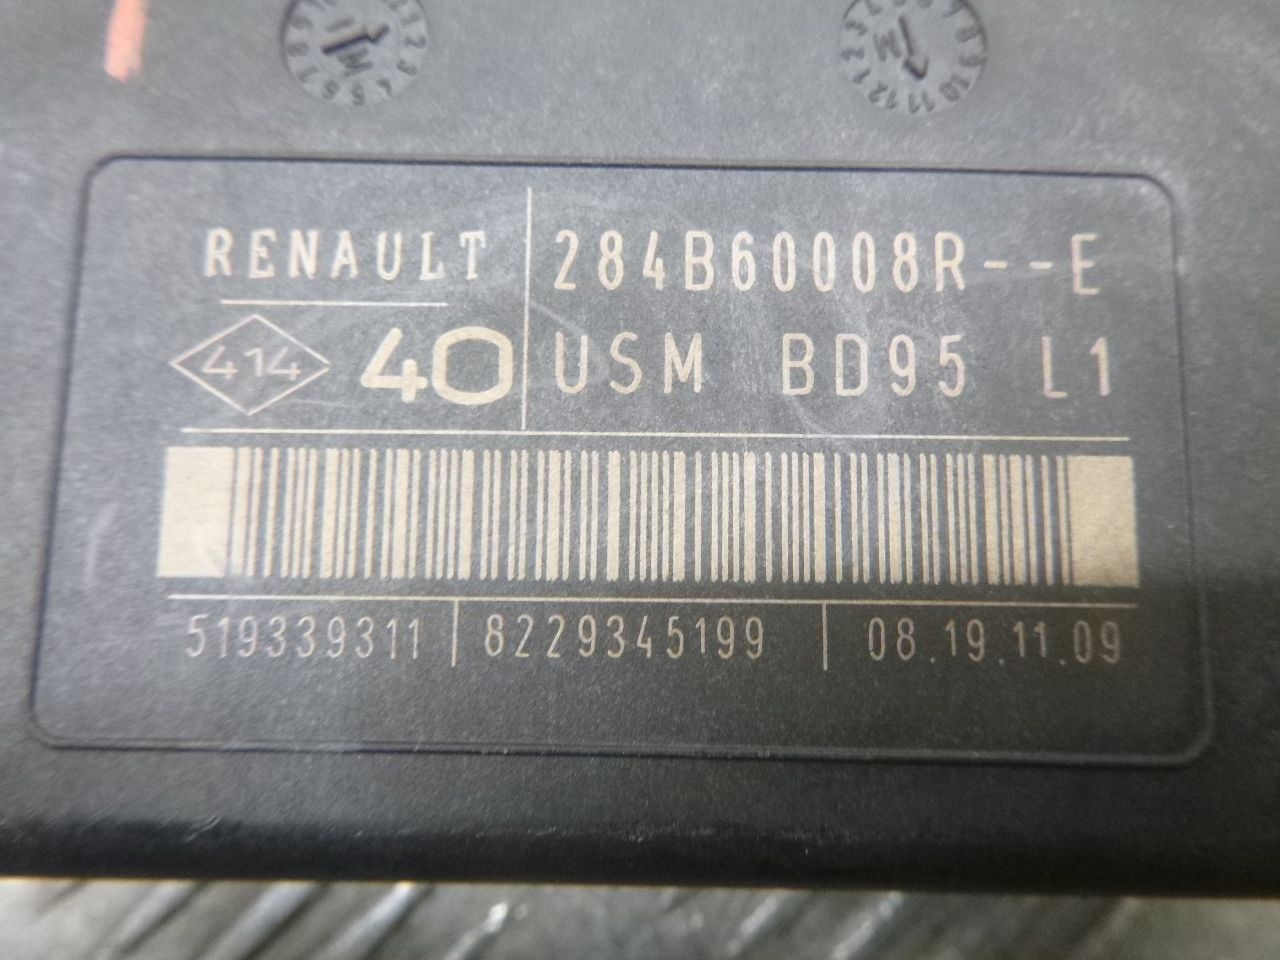 RENAULT 284B60008R--E
414 40 USM BD95 L1
519339311 8229345199 08.19.11.09